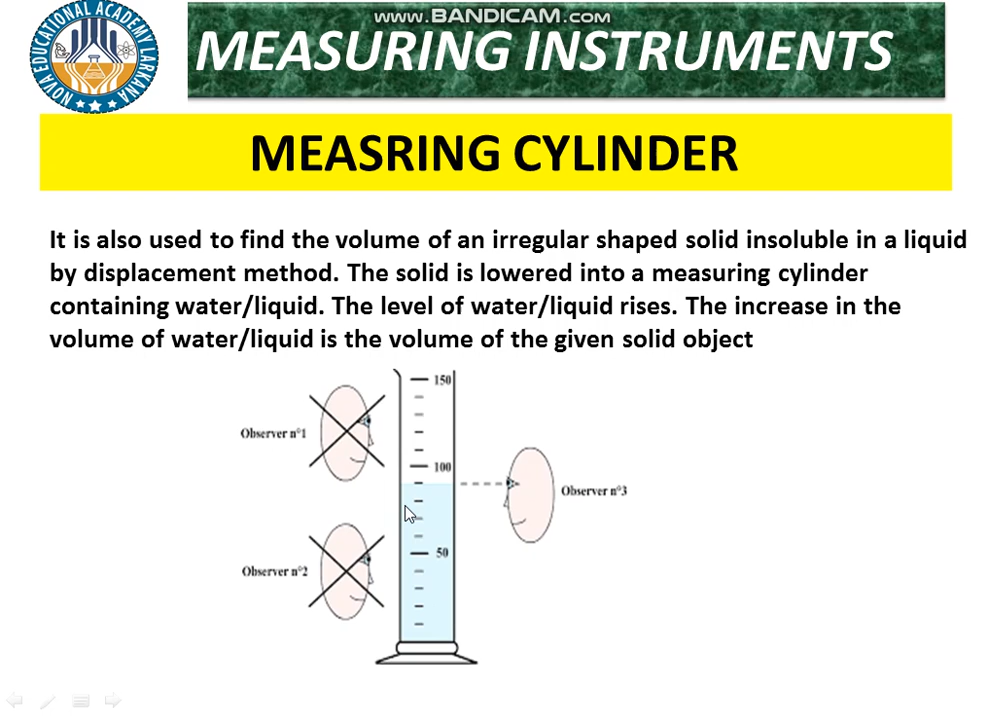 www.BANDICAM.com
NOVA EDUCATIONAL ACADEMY LARKANA
MEASURING INSTRUMENTS
MEASRING CYLINDER
It is also used to find the volume of an irregular shaped solid insoluble in a liquid
by displacement method. The solid is lowered into a measuring cylinder
containing water/liquid. The level of water/liquid rises. The increase in the
volume of water/liquid is the volume of the given solid object
150
Observer n°1
100
Observer n°3
50
Observer n°2